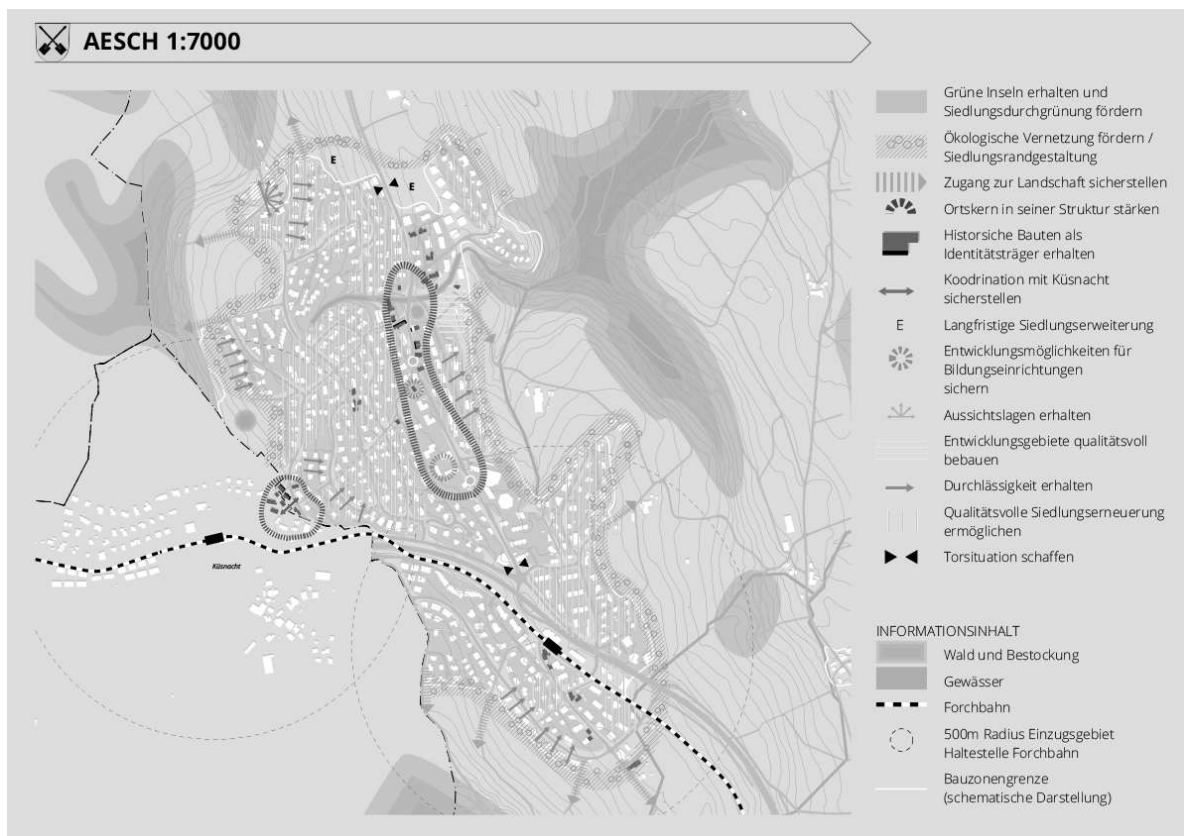 AESCH 1:7000
E
E
Küsnacht
Grüne Inseln erhalten und
Siedlungsdurchgrünung fördern
Ökologische Vernetzung fördern /
Siedlungsrandgestaltung
Zugang zur Landschaft sicherstellen
Ortskern in seiner Struktur stärken
Historsiche Bauten als
Identitätsträger erhalten
Koodrination mit Küsnacht
sicherstellen
E Langfristige Siedlungserweiterung
Entwicklungsmöglichkeiten für
Bildungseinrichtungen
sichern
Aussichtslagen erhalten
Entwicklungsgebiete qualitätsvoll
bebauen
Durchlässigkeit erhalten
Qualitätsvolle Siedlungserneuerung
ermöglichen
Torsituation schaffen
INFORMATIONSINHALT
Wald und Bestockung
Gewässer
Forchbahn
500m Radius Einzugsgebiet
Haltestelle Forchbahn
Bauzonengrenze
(schematische Darstellung)